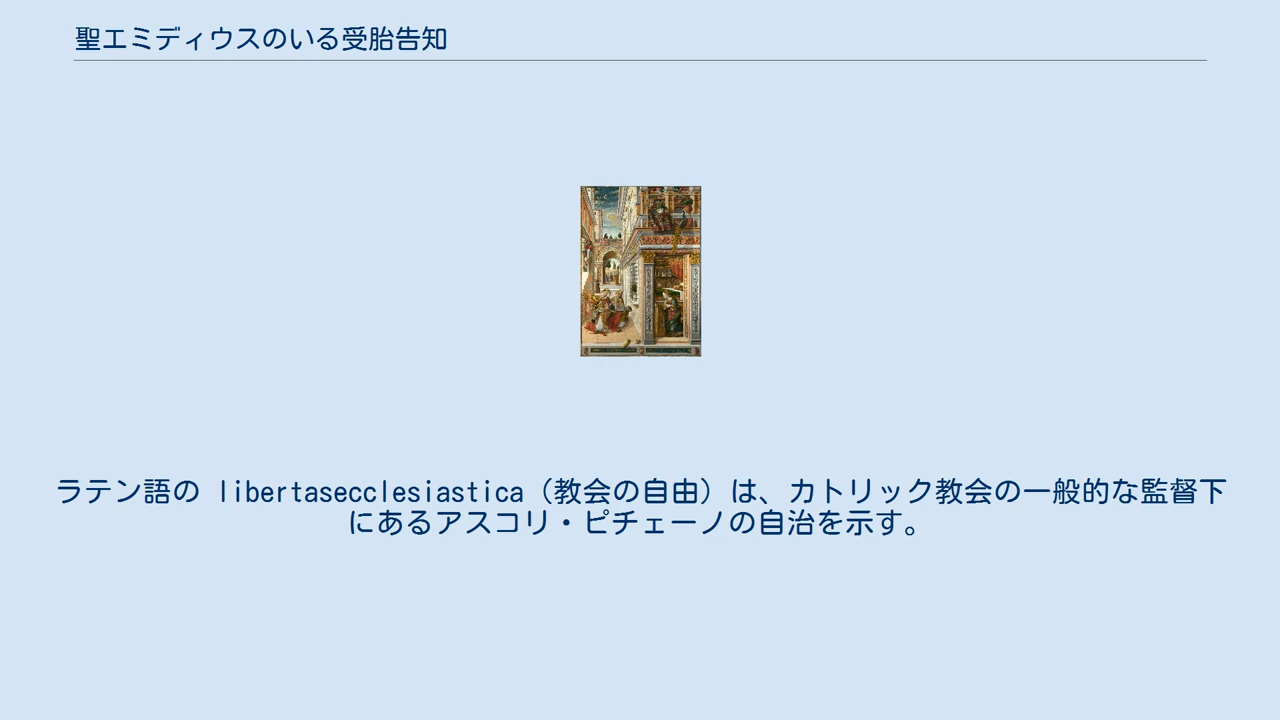 聖エミディウスのいる受胎告知
ラテン語の libertasecclesiastica（教会の自由）は、カトリック教会の一般的な監督下
にあるアスコリ・ピチェーノの自治を示す。